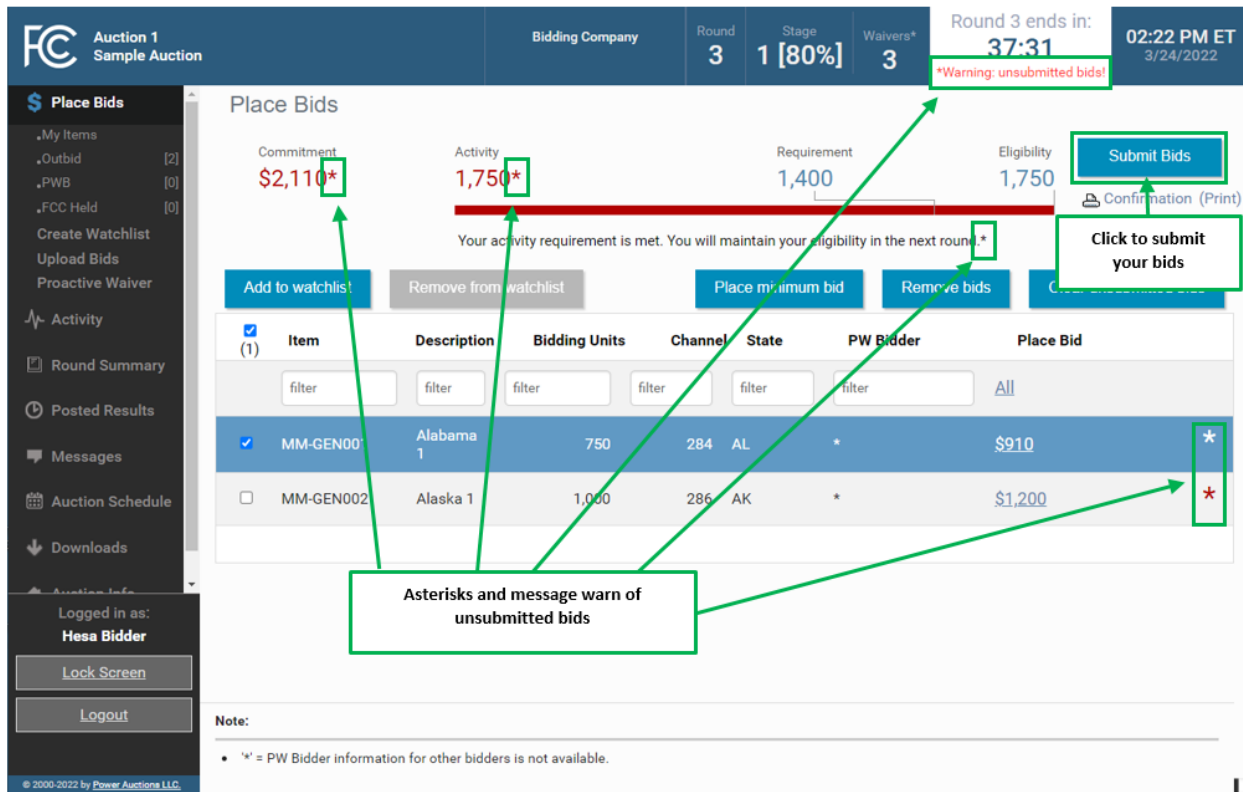 FCC
Auction 1
Sample Auction
Bidding Company
Round
3
Stage
1 [80%]
Waivers*
3
Round 3 ends in:
37:31
*Warning: unsubmitted bids!
02:22 PM ET
3/24/2022
$ Place Bids
My Items
Outbid [2]
PWB [0]
FCC Held [0]
Create Watchlist
Upload Bids
Proactive Waiver
Activity
Round Summary
Posted Results
Messages
Auction Schedule
Downloads
Auction Info
Logged in as:
Hesa Bidder
Lock Screen
Logout
© 2000-2022 by Power Auctions LLC.
Place Bids
Commitment
$2,110*
Activity
1,750*
Requirement
1,400
Eligibility
1,750
Submit Bids
Confirmation (Print)
Your activity requirement is met. You will maintain your eligibility in the next round.*
Click to submit
your bids
Add to watchlist Remove from watchlist Place minimum bid Remove bids
(1) Item Description Bidding Units Channel State PW Bidder Place Bid
filter filter filter filter filter filter All
MM-GEN001 Alabama 1 750 284 AL * $910 *
MM-GEN002 Alaska 1 1,000 286 AK * $1,200 *
Asterisks and message warn of
unsubmitted bids
Note:
• '*' = PW Bidder information for other bidders is not available.